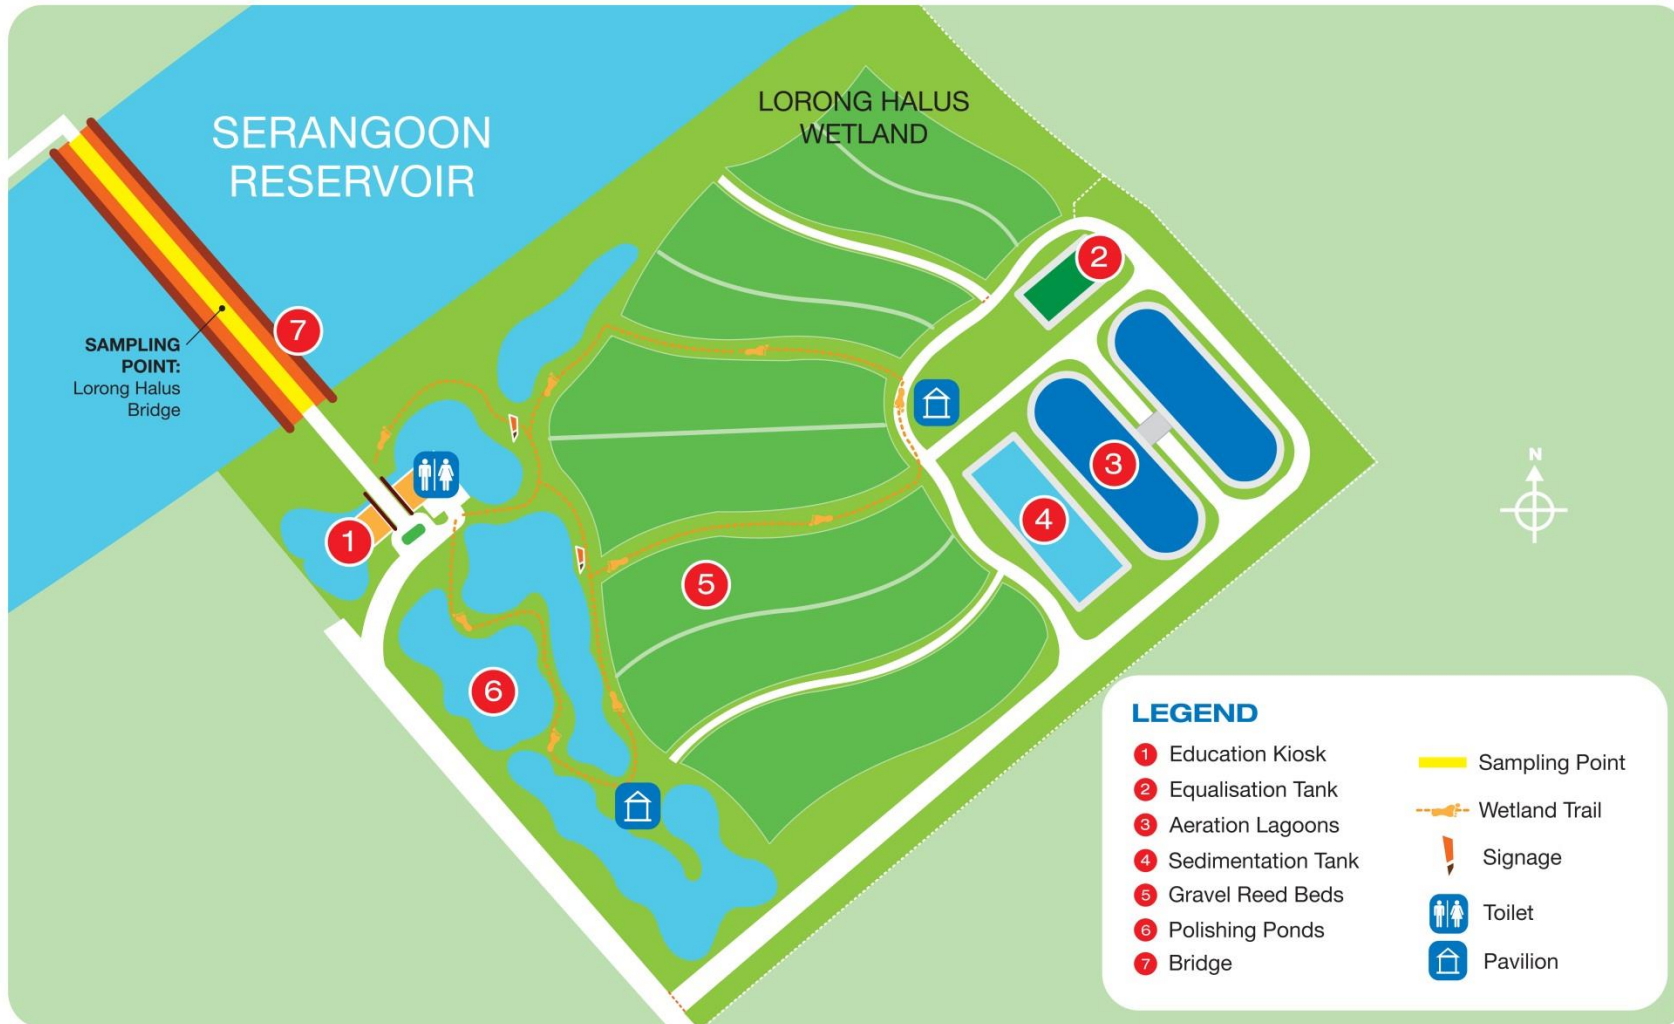 SERANGOON
RESERVOIR
LORONG HALUS
WETLAND
SAMPLING
POINT:
Lorong Halus
Bridge
7
2
3
4
1
5
6
N
LEGEND
1 Education Kiosk
2 Equalisation Tank
3 Aeration Lagoons
4 Sedimentation Tank
5 Gravel Reed Beds
6 Polishing Ponds
7 Bridge
Sampling Point
Wetland Trail
Signage
Toilet
Pavilion